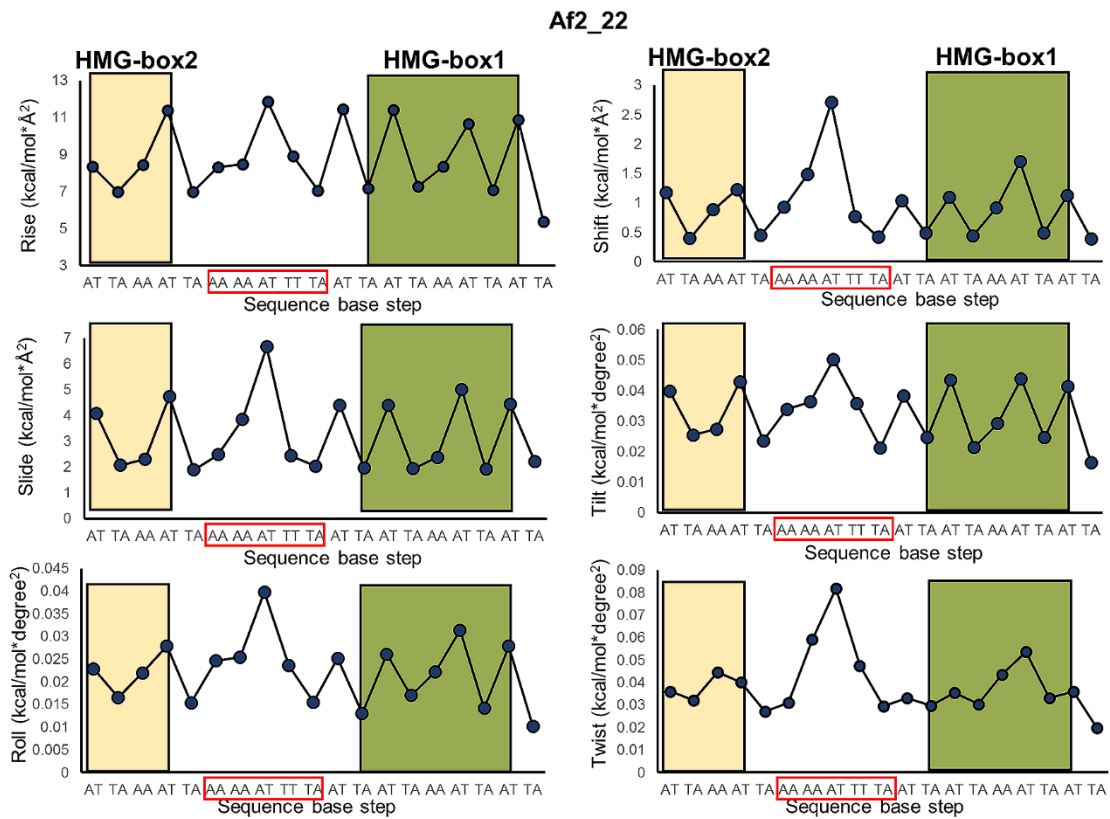 Af2_22
HMG-box2
HMG-box1
Rise (kcal/mol*Å²)
13
11
9
7
5
3
AT TA AA AT TA AA AA AT TT TA AT TA AT TA AA AT TA AT TA
Sequence base step
HMG-box2
HMG-box1
Shift (kcal/mol*Å²)
3
2.5
2
1.5
1
0.5
0
AT TA AA AT TA AA AA AT TT TA AT TA AT TA AA AT TA AT TA
Sequence base step
Slide (kcal/mol*Å²)
7
6
5
4
3
2
1
0
AT TA AA AT TA AA AA AT TT TA AT TA AT TA AA AT TA AT TA
Sequence base step
Tilt (kcal/mol*degree²)
0.06
0.05
0.04
0.03
0.02
0.01
0
AT TA AA AT TA AA AA AT TT TA AT TA AT TA AA AT TA AT TA
Sequence base step
Roll (kcal/mol*degree²)
0.045
0.04
0.035
0.03
0.025
0.02
0.015
0.01
0.005
0
AT TA AA AT TA AA AA AT TT TA AT TA AT TA AA AT TA AT TA
Sequence base step
Twist (kcal/mol*degree²)
0.09
0.08
0.07
0.06
0.05
0.04
0.03
0.02
0.01
0
AT TA AA AT TA AA AA AT TT TA AT TA AT TA AA AT TA AT TA
Sequence base step